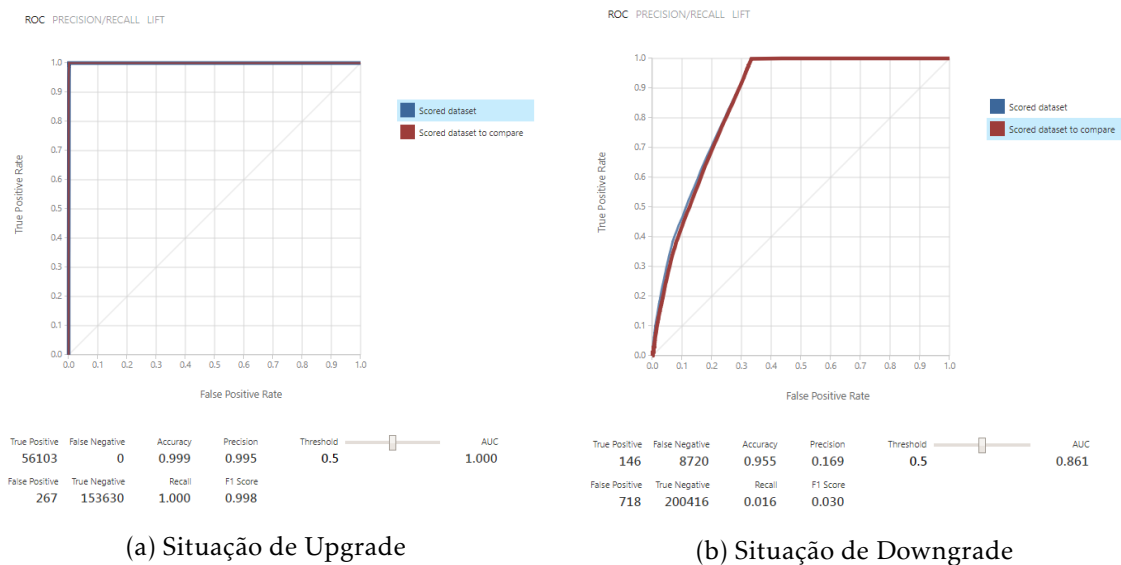 ROC PRECISION/RECALL LIFT
1.0
0.9
0.8
0.7
0.6
0.5
0.4
0.3
0.2
0.1
0.0
True Positive Rate
0.0 0.1 0.2 0.3 0.4 0.5 0.6 0.7 0.8 0.9 1.0
False Positive Rate
Scored dataset
Scored dataset to compare
True Positive False Negative Accuracy Precision Threshold AUC
56103 0 0.999 0.995 0.5 1.000
False Positive True Negative Recall F1 Score
267 153630 1.000 0.998
(a) Situação de Upgrade
ROC PRECISION/RECALL LIFT
1.0
0.9
0.8
0.7
0.6
0.5
0.4
0.3
0.2
0.1
0.0
True Positive Rate
0.0 0.1 0.2 0.3 0.4 0.5 0.6 0.7 0.8 0.9 1.0
False Positive Rate
Scored dataset
Scored dataset to compare
True Positive False Negative Accuracy Precision Threshold AUC
146 8720 0.955 0.169 0.5 0.861
False Positive True Negative Recall F1 Score
718 200416 0.016 0.030
(b) Situação de Downgrade